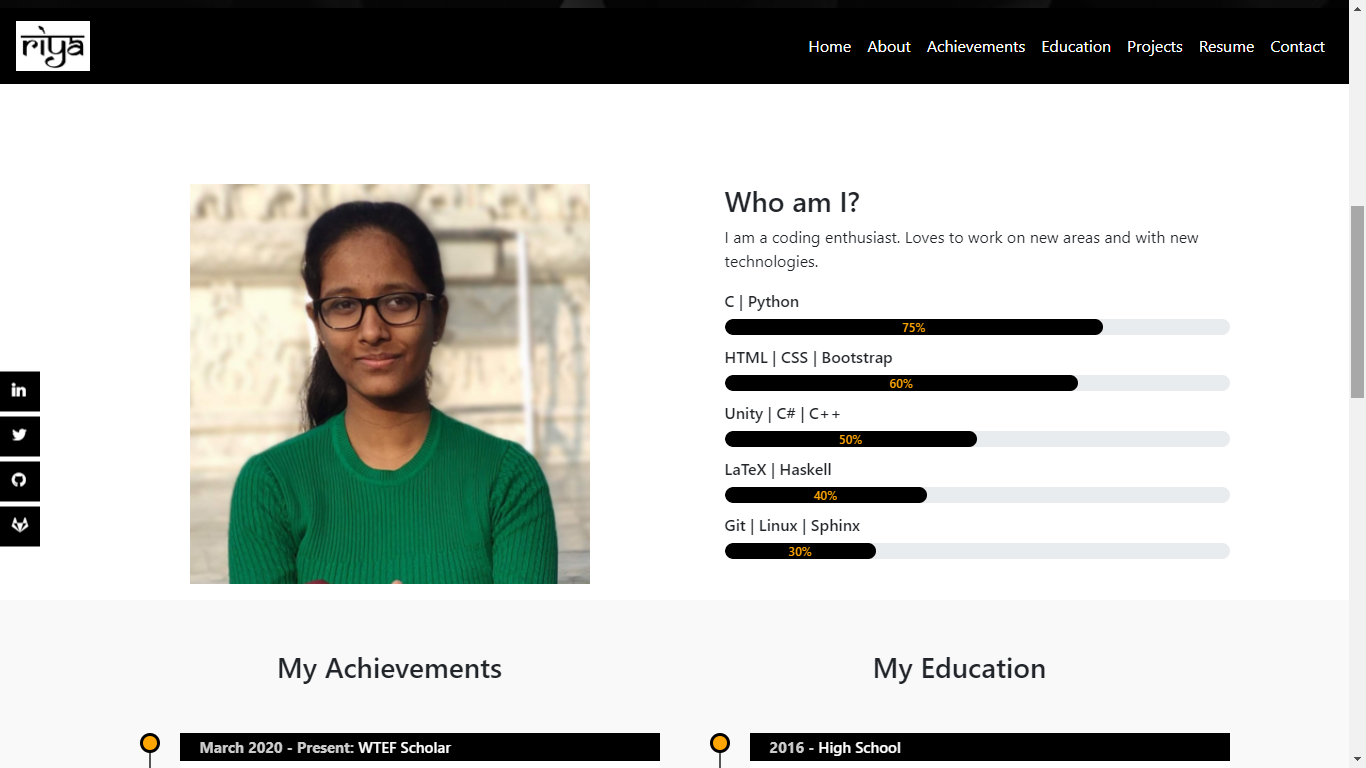 riya
Home About Achievements Education Projects Resume Contact
Who am I?
I am a coding enthusiast. Loves to work on new areas and with new
technologies.
C | Python
75%
HTML | CSS | Bootstrap
60%
Unity | C# | C++
50%
LaTeX | Haskell
40%
Git | Linux | Sphinx
30%
in
My Achievements
March 2020 - Present: WTEF Scholar
My Education
2016 - High School